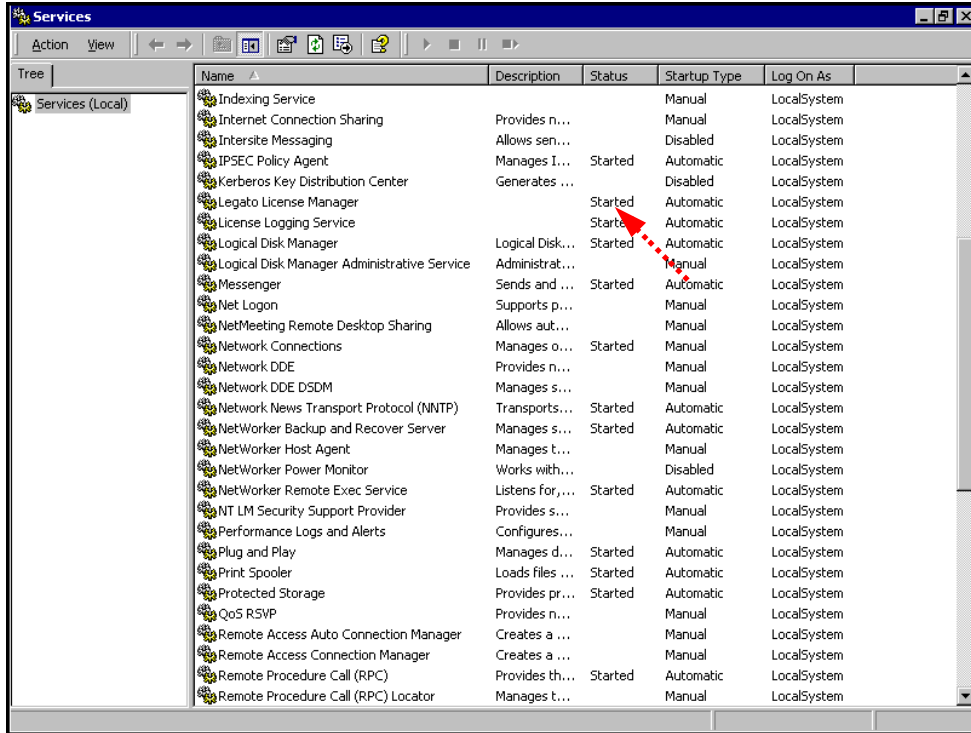 Services
Action View
Tree
Name Description Status Startup Type Log On As
Services (Local)
Indexing Service Manual LocalSystem
Internet Connection Sharing Provides n... Manual LocalSystem
Intersite Messaging Allows sen... Disabled LocalSystem
IPSEC Policy Agent Manages I... Started Automatic LocalSystem
Kerberos Key Distribution Center Generates ... Disabled LocalSystem
Legato License Manager Started Automatic LocalSystem
License Logging Service Started Automatic LocalSystem
Logical Disk Manager Logical Disk... Started Automatic LocalSystem
Logical Disk Manager Administrative Service Administrat... Manual LocalSystem
Messenger Sends and ... Started Automatic LocalSystem
Net Logon Supports p... Manual LocalSystem
NetMeeting Remote Desktop Sharing Allows aut... Manual LocalSystem
Network Connections Manages o... Started Manual LocalSystem
Network DDE Provides n... Manual LocalSystem
Network DDE DSDM Manages s... Manual LocalSystem
Network News Transport Protocol (NNTP) Transports... Started Automatic LocalSystem
NetWorker Backup and Recover Server Manages s... Started Automatic LocalSystem
NetWorker Host Agent Manages t... Manual LocalSystem
NetWorker Power Monitor Works with... Disabled LocalSystem
NetWorker Remote Exec Service Listens for,... Started Automatic LocalSystem
NT LM Security Support Provider Provides s... Manual LocalSystem
Performance Logs and Alerts Configures... Manual LocalSystem
Plug and Play Manages d... Started Automatic LocalSystem
Print Spooler Loads files ... Started Automatic LocalSystem
Protected Storage Provides pr... Started Automatic LocalSystem
QoS RSVP Provides n... Manual LocalSystem
Remote Access Auto Connection Manager Creates a ... Manual LocalSystem
Remote Access Connection Manager Creates a ... Manual LocalSystem
Remote Procedure Call (RPC) Provides th... Started Automatic LocalSystem
Remote Procedure Call (RPC) Locator Manages t... Manual LocalSystem